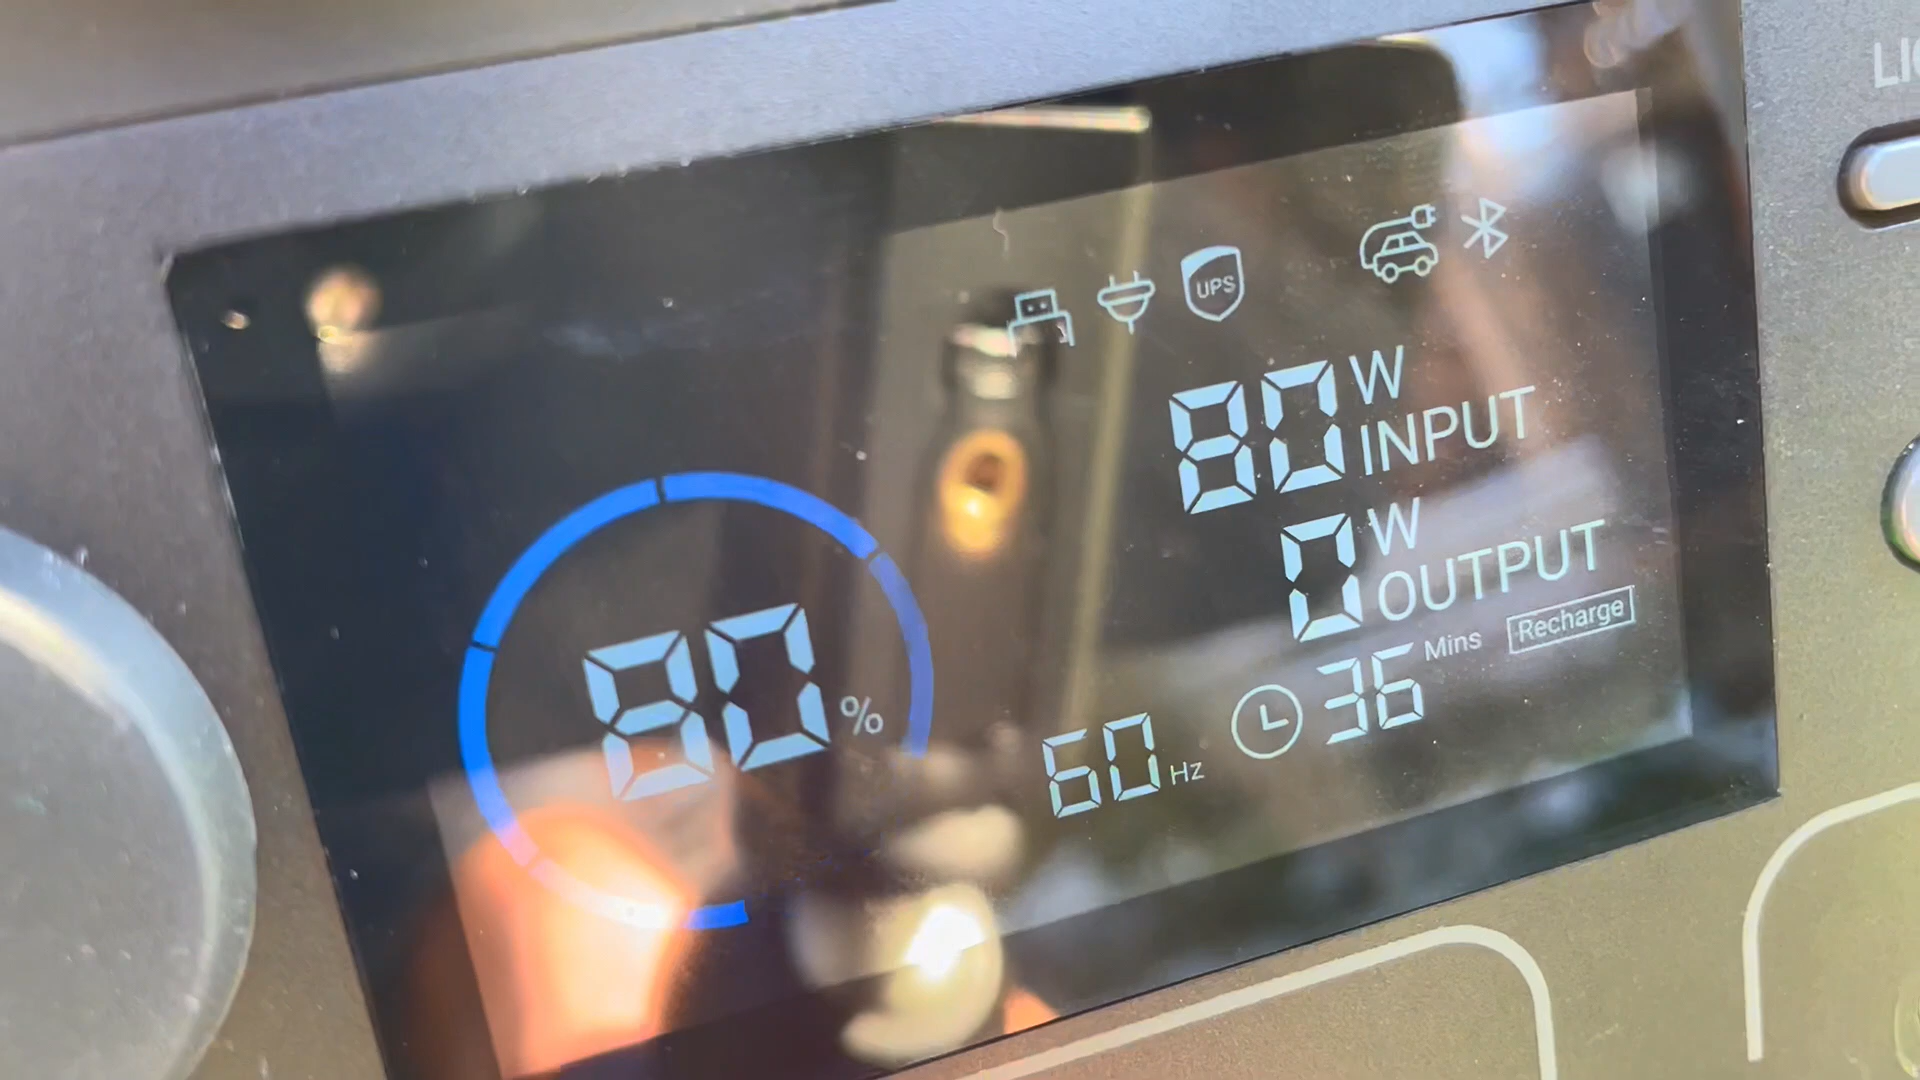 UPS
80 W
INPUT
0 W
OUTPUT
80 %
60 Hz
36 Mins Recharge